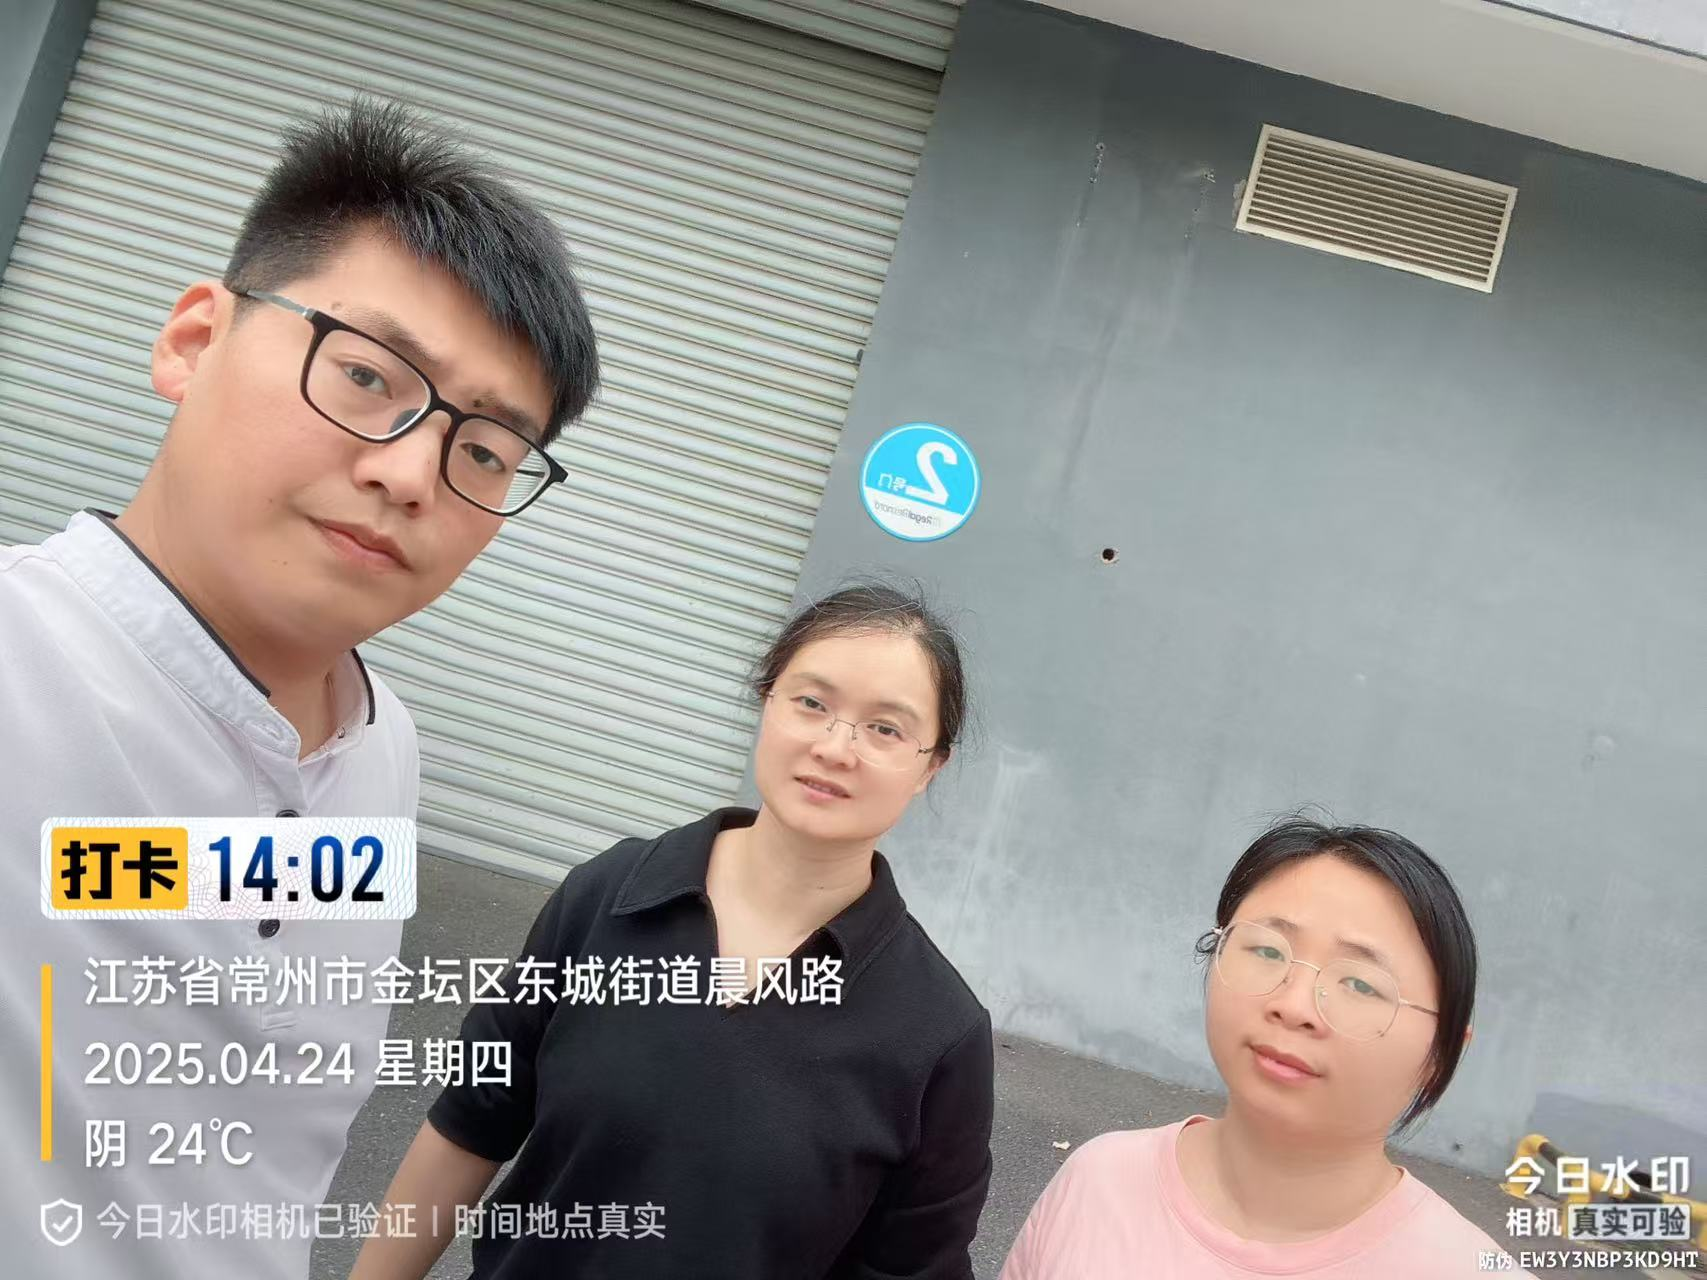 2
号门
RegalRexnord
打卡 14:02
江苏省常州市金坛区东城街道晨风路
2025.04.24 星期四
阴 24℃
今日水印相机已验证 | 时间地点真实
今日水印
相机 真实可验
防伪 EW3Y3NBP3KD9HT